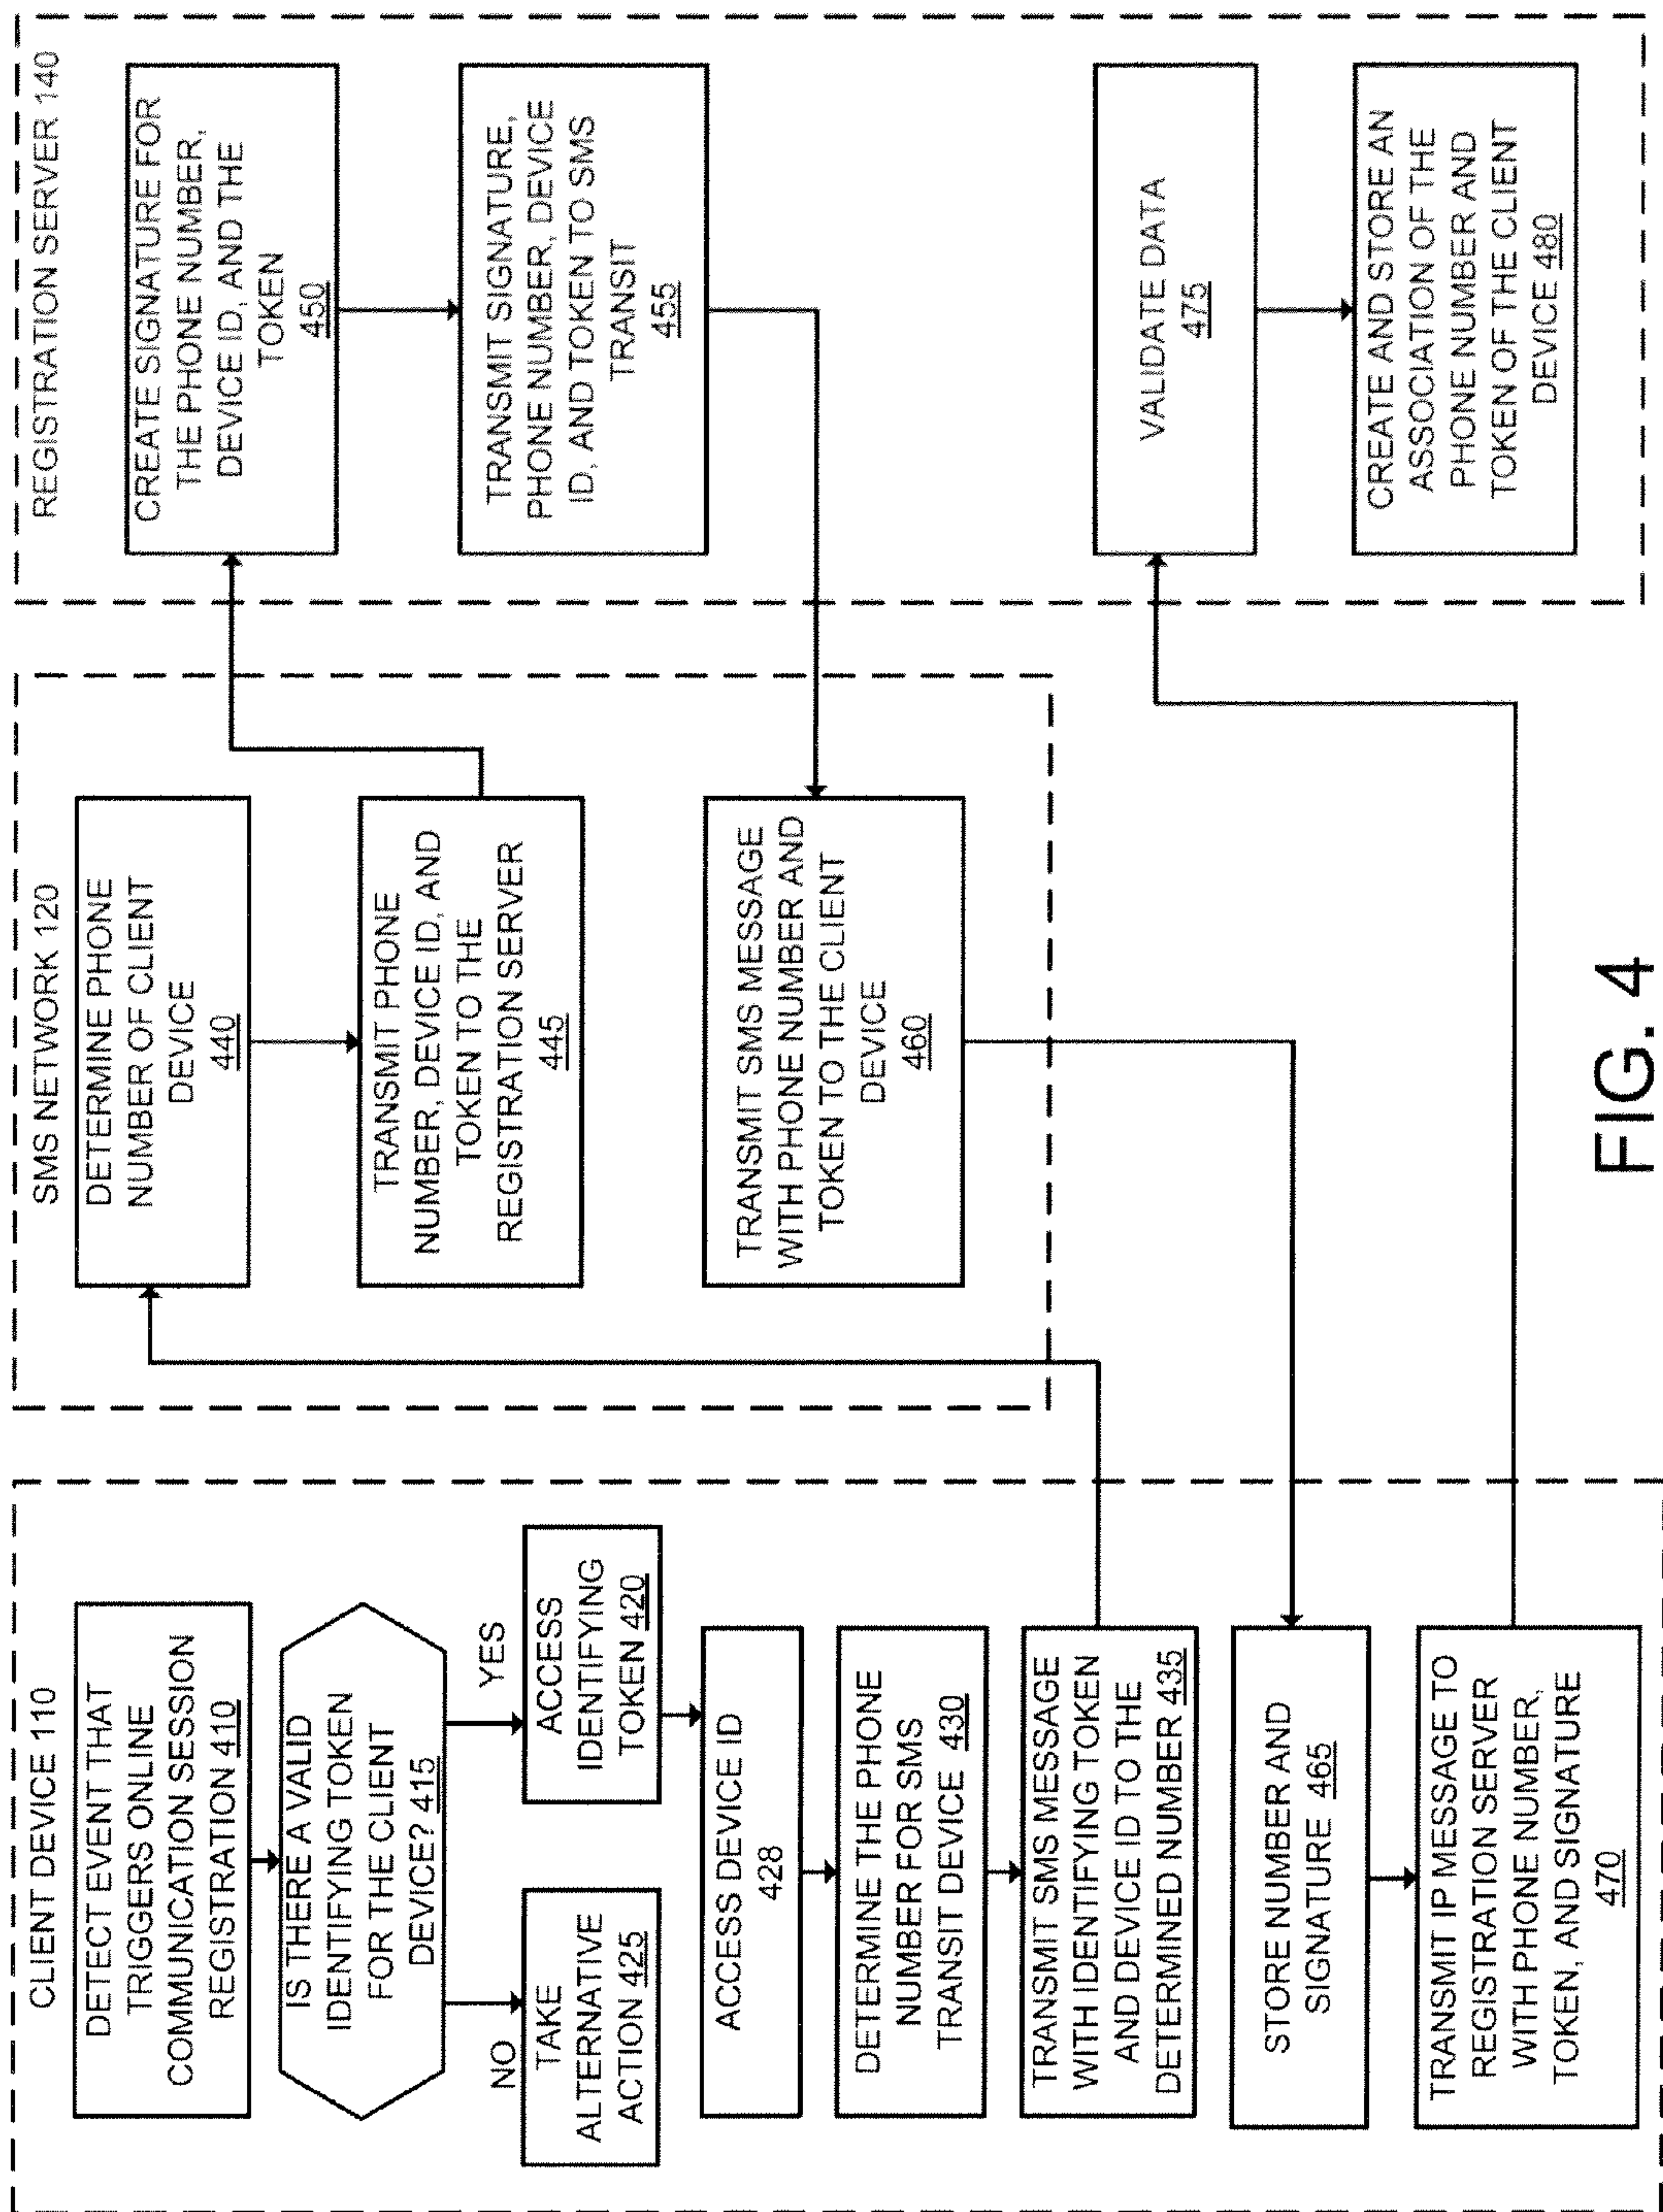 CLIENT DEVICE 110
DETECT EVENT THAT
TRIGGERS ONLINE
COMMUNICATION SESSION
REGISTRATION 410
IS THERE A VALID
IDENTIFYING TOKEN
FOR THE CLIENT
DEVICE? 415
NO
YES
TAKE
ALTERNATIVE
ACTION 425
ACCESS
IDENTIFYING
TOKEN 420
ACCESS DEVICE ID
428
DETERMINE THE PHONE
NUMBER FOR SMS
TRANSIT DEVICE 430
TRANSMIT SMS MESSAGE
WITH IDENTIFYING TOKEN
AND DEVICE ID TO THE
DETERMINED NUMBER 435
STORE NUMBER AND
SIGNATURE 465
TRANSMIT IP MESSAGE TO
REGISTRATION SERVER
WITH PHONE NUMBER,
TOKEN, AND SIGNATURE
470
SMS NETWORK 120
DETERMINE PHONE
NUMBER OF CLIENT
DEVICE
440
TRANSMIT PHONE
NUMBER, DEVICE ID, AND
TOKEN TO THE
REGISTRATION SERVER
445
TRANSMIT SMS MESSAGE
WITH PHONE NUMBER AND
TOKEN TO THE CLIENT
DEVICE
460
REGISTRATION SERVER 140
CREATE SIGNATURE FOR
THE PHONE NUMBER,
DEVICE ID, AND THE
TOKEN
450
TRANSMIT SIGNATURE,
PHONE NUMBER, DEVICE
ID, AND TOKEN TO SMS
TRANSIT
455
VALIDATE DATA
475
CREATE AND STORE AN
ASSOCIATION OF THE
PHONE NUMBER AND
TOKEN OF THE CLIENT
DEVICE 480
FIG. 4